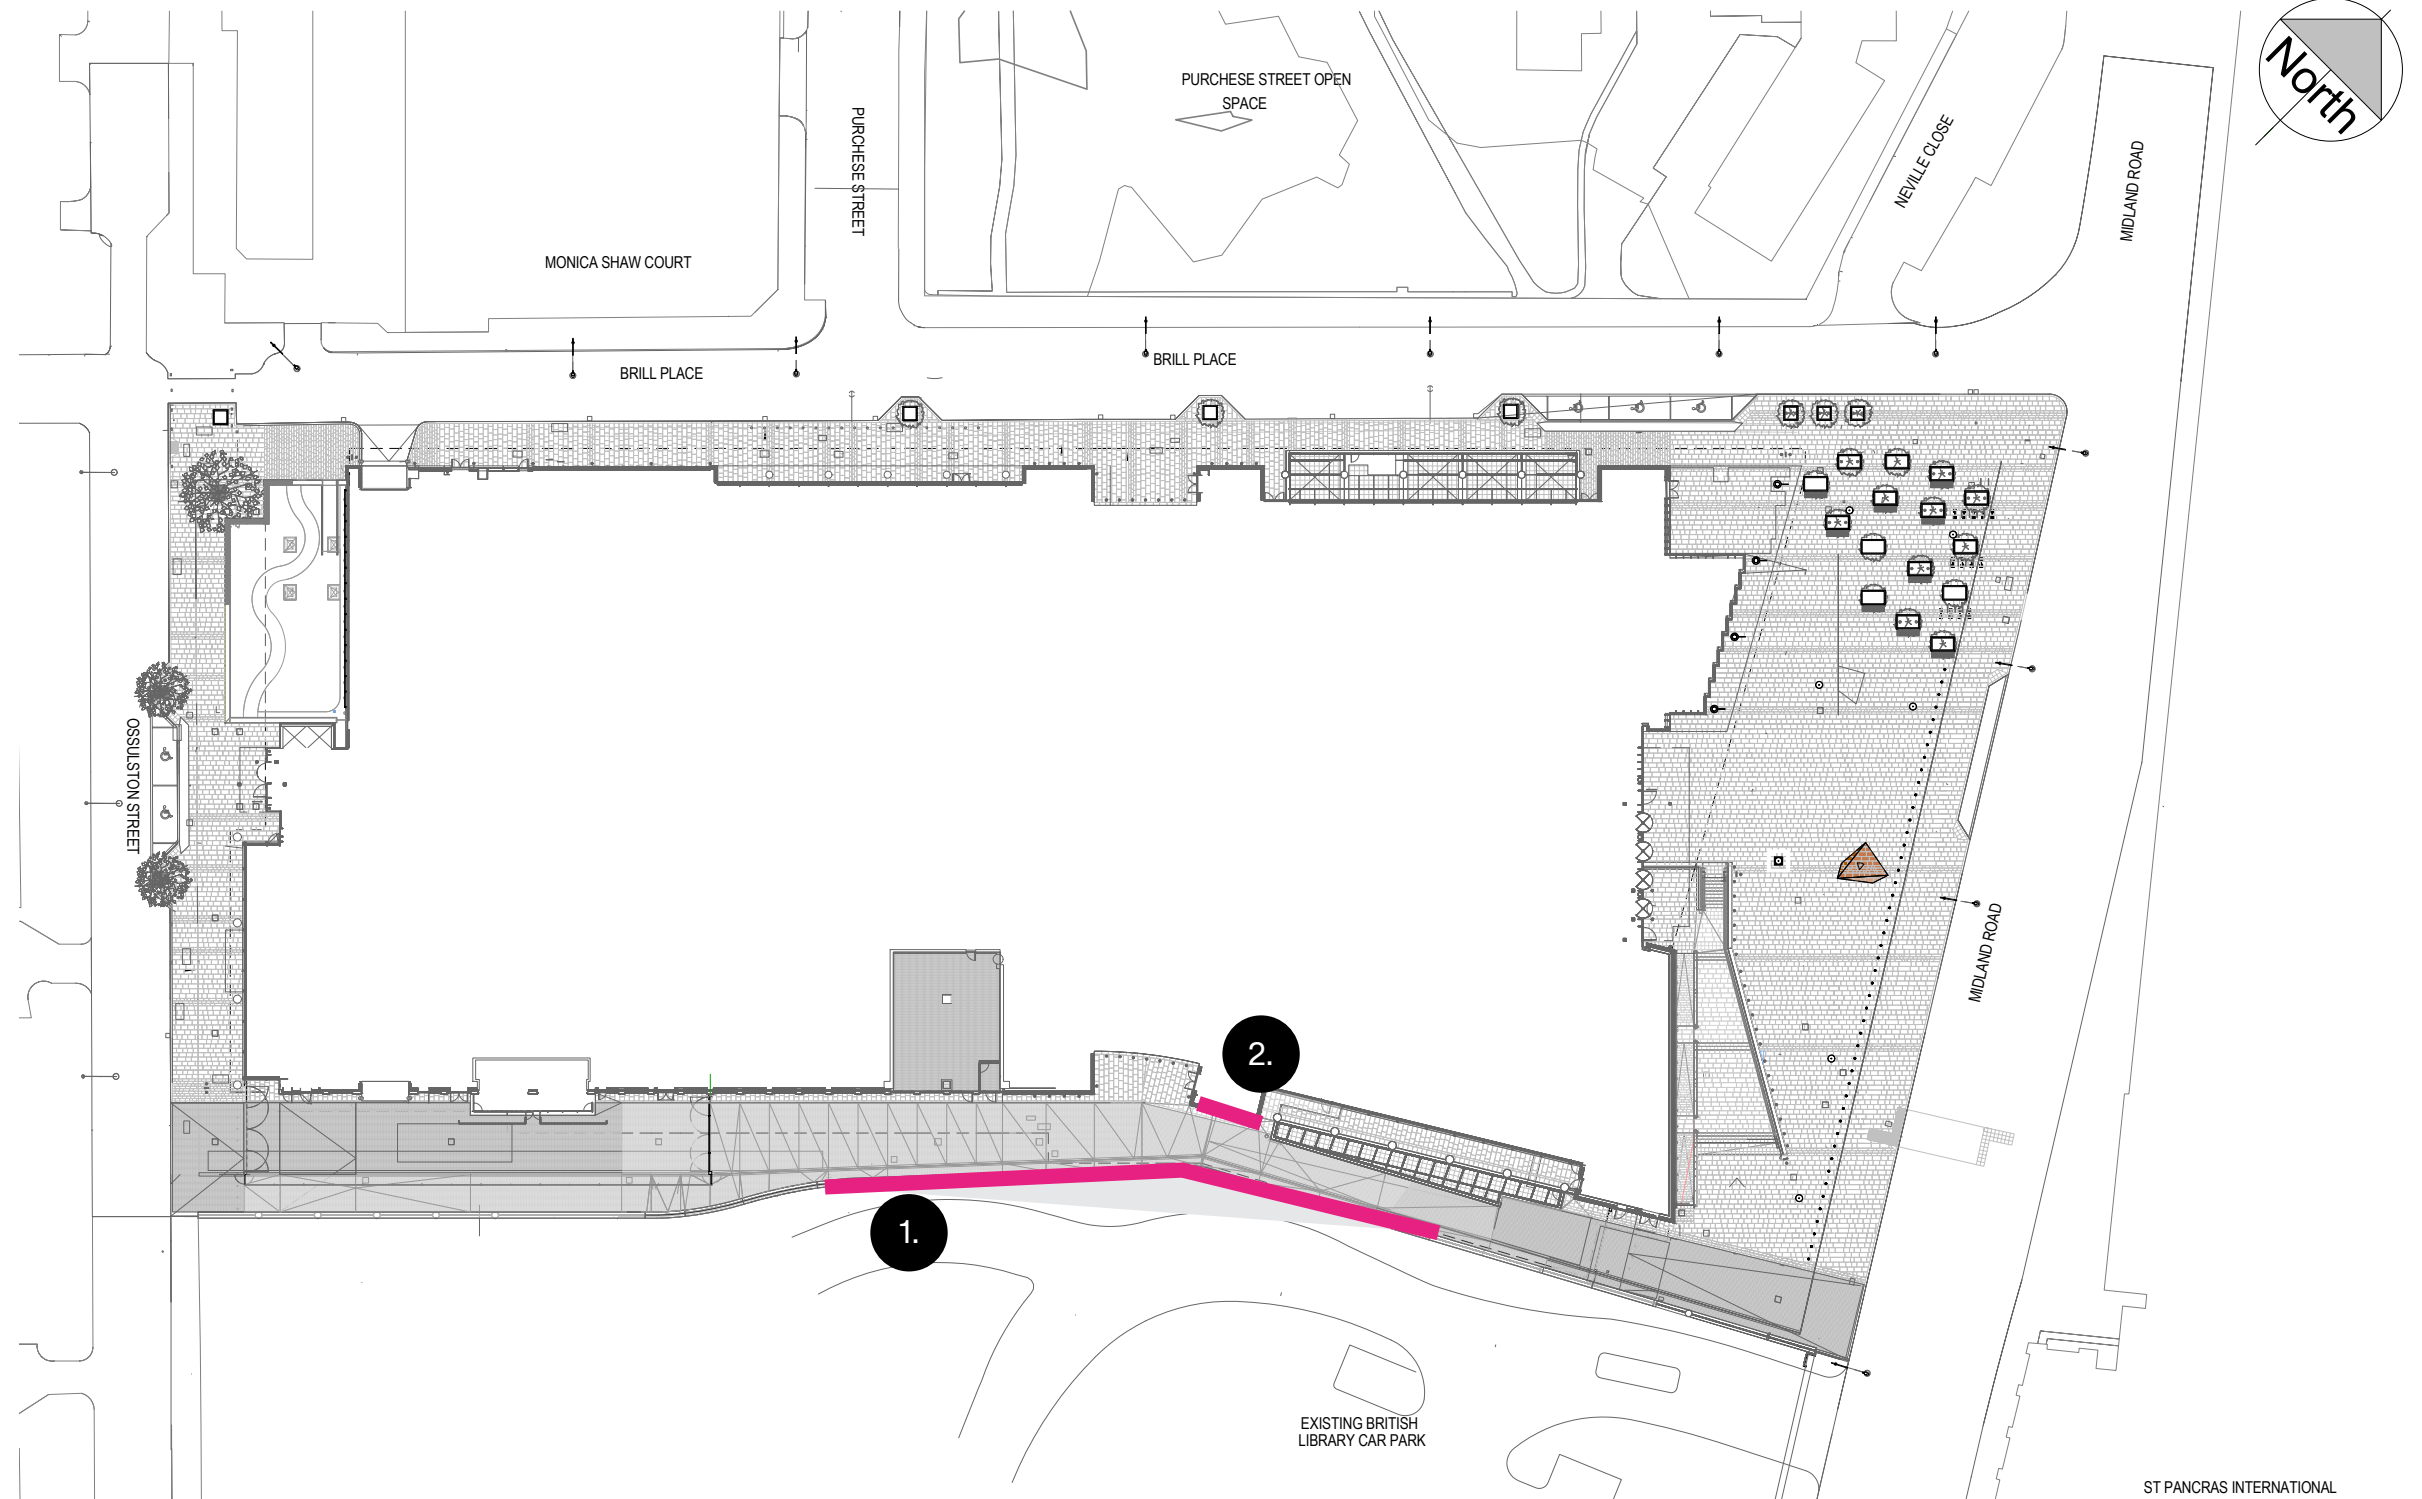 North
PURCHESE STREET OPEN
SPACE
PURCHESE STREET
NEVILLE CLOSE
MIDLAND ROAD
MONICA SHAW COURT
BRILL PLACE
BRILL PLACE
OSSULSTON STREET
MIDLAND ROAD
2.
1.
EXISTING BRITISH
LIBRARY CAR PARK
ST PANCRAS INTERNATIONAL